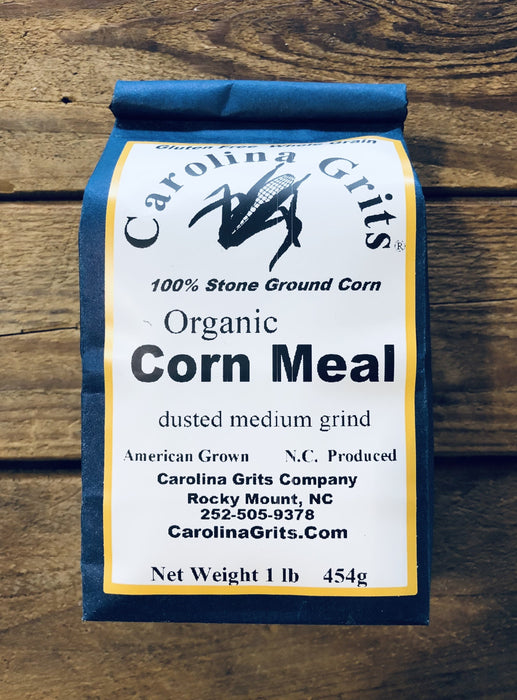 Gluten Free Whole Grain
Carolina Grits®
100% Stone Ground Corn
Organic
Corn Meal
dusted medium grind
American Grown N.C. Produced
Carolina Grits Company
Rocky Mount, NC
252-505-9378
CarolinaGrits.Com
Net Weight 1 lb 454g